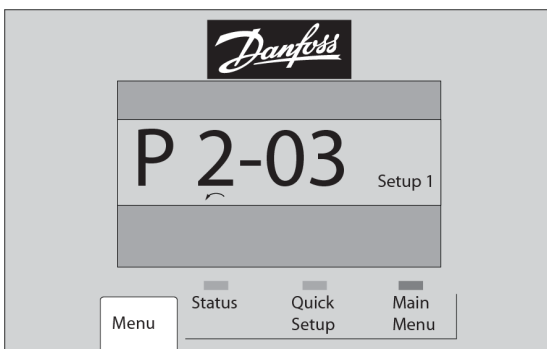 Danfoss
P 2-03
Setup 1
Status
Quick
Setup
Main
Menu
Menu